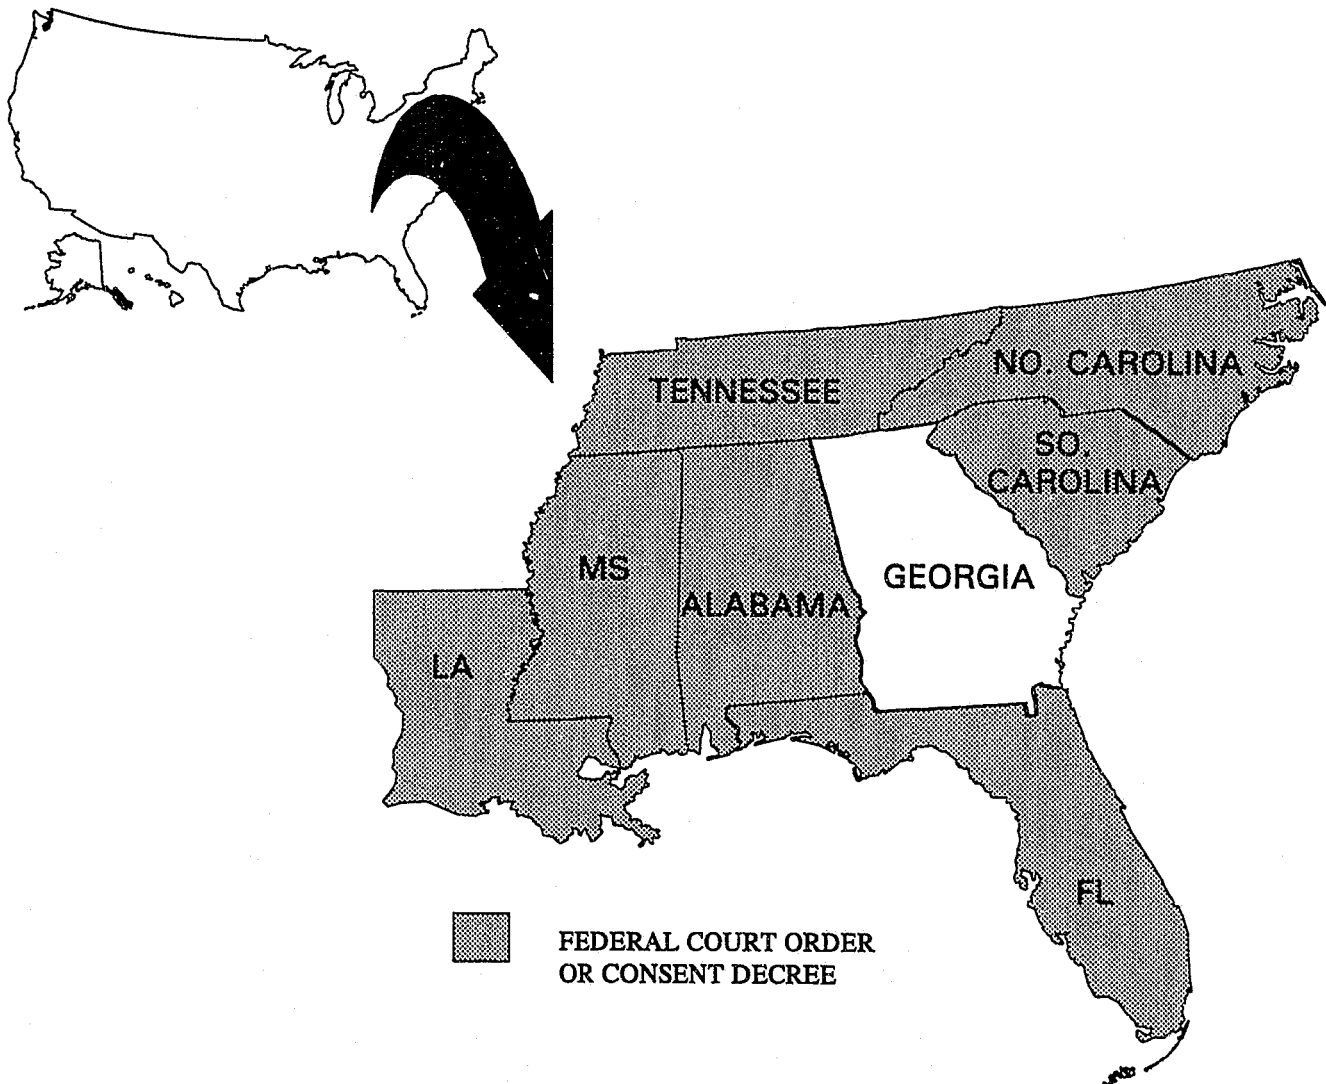 TENNESSEE
NO. CAROLINA
SO.
CAROLINA
MS
ALABAMA
GEORGIA
LA
FL
FEDERAL COURT ORDER
OR CONSENT DECREE